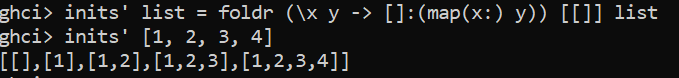 ghci> inits' list = foldr (\x y -> []:(map(x:) y)) [[]] list
ghci> inits' [1, 2, 3, 4]
[[],[1],[1,2],[1,2,3],[1,2,3,4]]